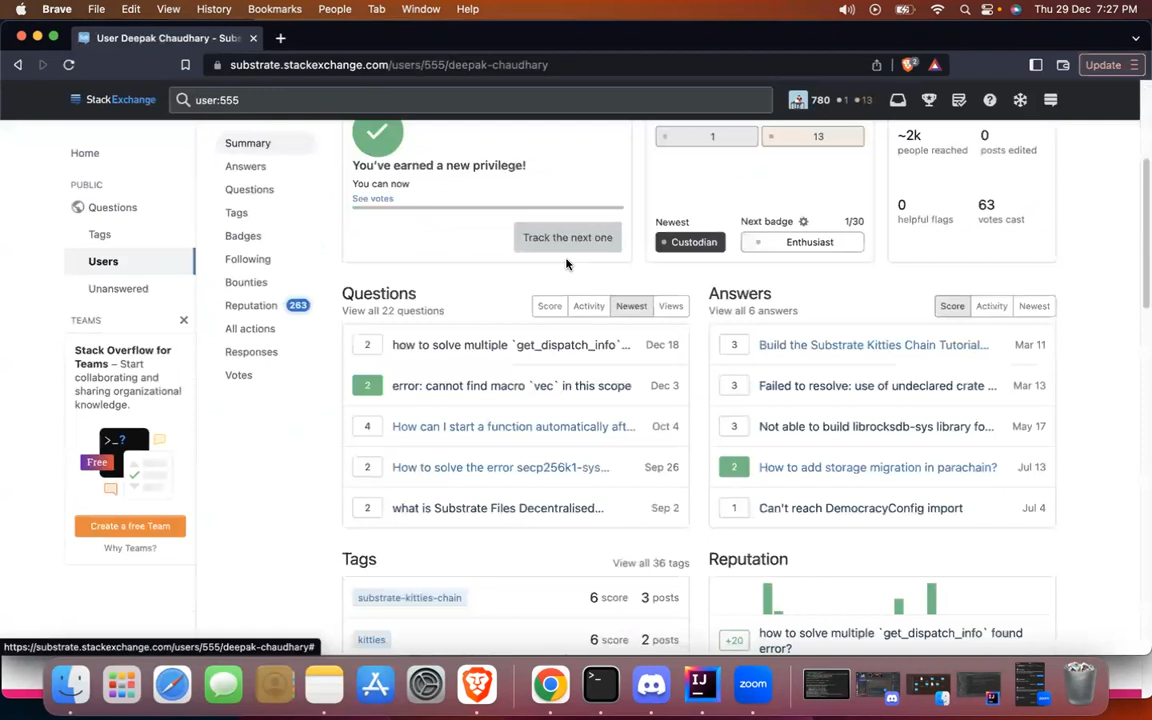 Brave File Edit View History Bookmarks People Tab Window Help Thu 29 Dec 7:27 PM
User Deepak Chaudhary - Subs
substrate.stackexchange.com/users/555/deepak-chaudhary 2 Update
StackExchange user:555 780 • 1 • 13
Home
PUBLIC
Questions
Tags
Users
Unanswered
TEAMS
Stack Overflow for
Teams – Start
collaborating and
sharing organizational
knowledge.
>_?
Free
Create a free Team
Why Teams?
Summary
Answers
Questions
Tags
Badges
Following
Bounties
Reputation 263
All actions
Responses
Votes
You've earned a new privilege!
You can now
See votes
Track the next one
1 13
Newest Next badge 1/30
Custodian Enthusiast
~2k 0
people reached posts edited
0 63
helpful flags votes cast
Questions
View all 22 questions
Score Activity Newest Views
2 how to solve multiple `get_dispatch_info`... Dec 18
2 error: cannot find macro `vec` in this scope Dec 3
4 How can I start a function automatically aft... Oct 4
2 How to solve the error secp256k1-sys... Sep 26
2 what is Substrate Files Decentralised... Sep 2
Answers
View all 6 answers
Score Activity Newest
3 Build the Substrate Kitties Chain Tutorial... Mar 11
3 Failed to resolve: use of undeclared crate ... Mar 13
3 Not able to build librocksdb-sys library fo... May 17
2 How to add storage migration in parachain? Jul 13
1 Can't reach DemocracyConfig import Jul 4
Tags
View all 36 tags
substrate-kitties-chain 6 score 3 posts
kitties 6 score 2 posts
Reputation
+20 how to solve multiple `get_dispatch_info` found
error?
https://substrate.stackexchange.com/users/555/deepak-chaudhary#
>_
IJ
zoom